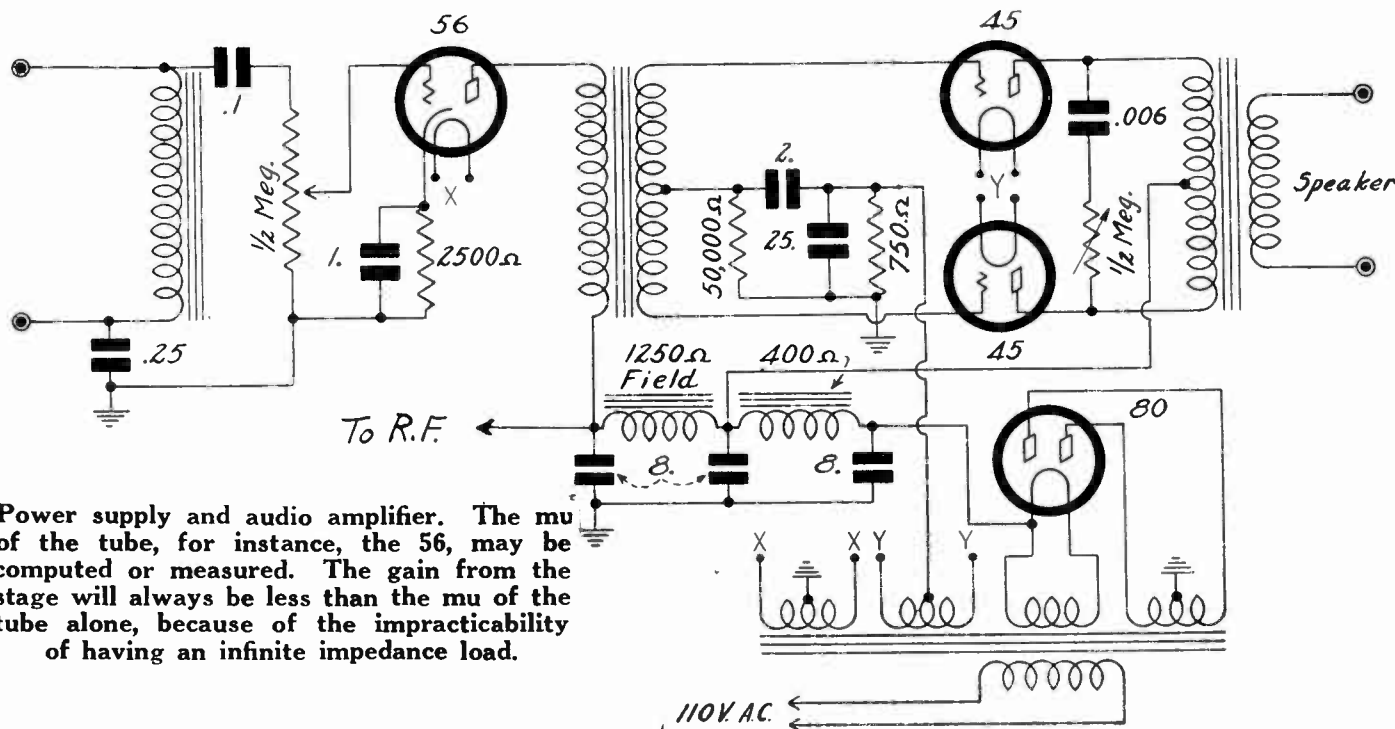 56
45
.1
.006
2.
X
Y
Speaker
½ Meg.
1.
2500Ω
50,000Ω
25.
750Ω
½ Meg.
.25
45
1250Ω
Field
400Ω
80
To R.F.
8.
8.
Power supply and audio amplifier. The mu
of the tube, for instance, the 56, may be
computed or measured. The gain from the
stage will always be less than the mu of the
tube alone, because of the impracticability
of having an infinite impedance load.
X X Y Y
110V. A.C.